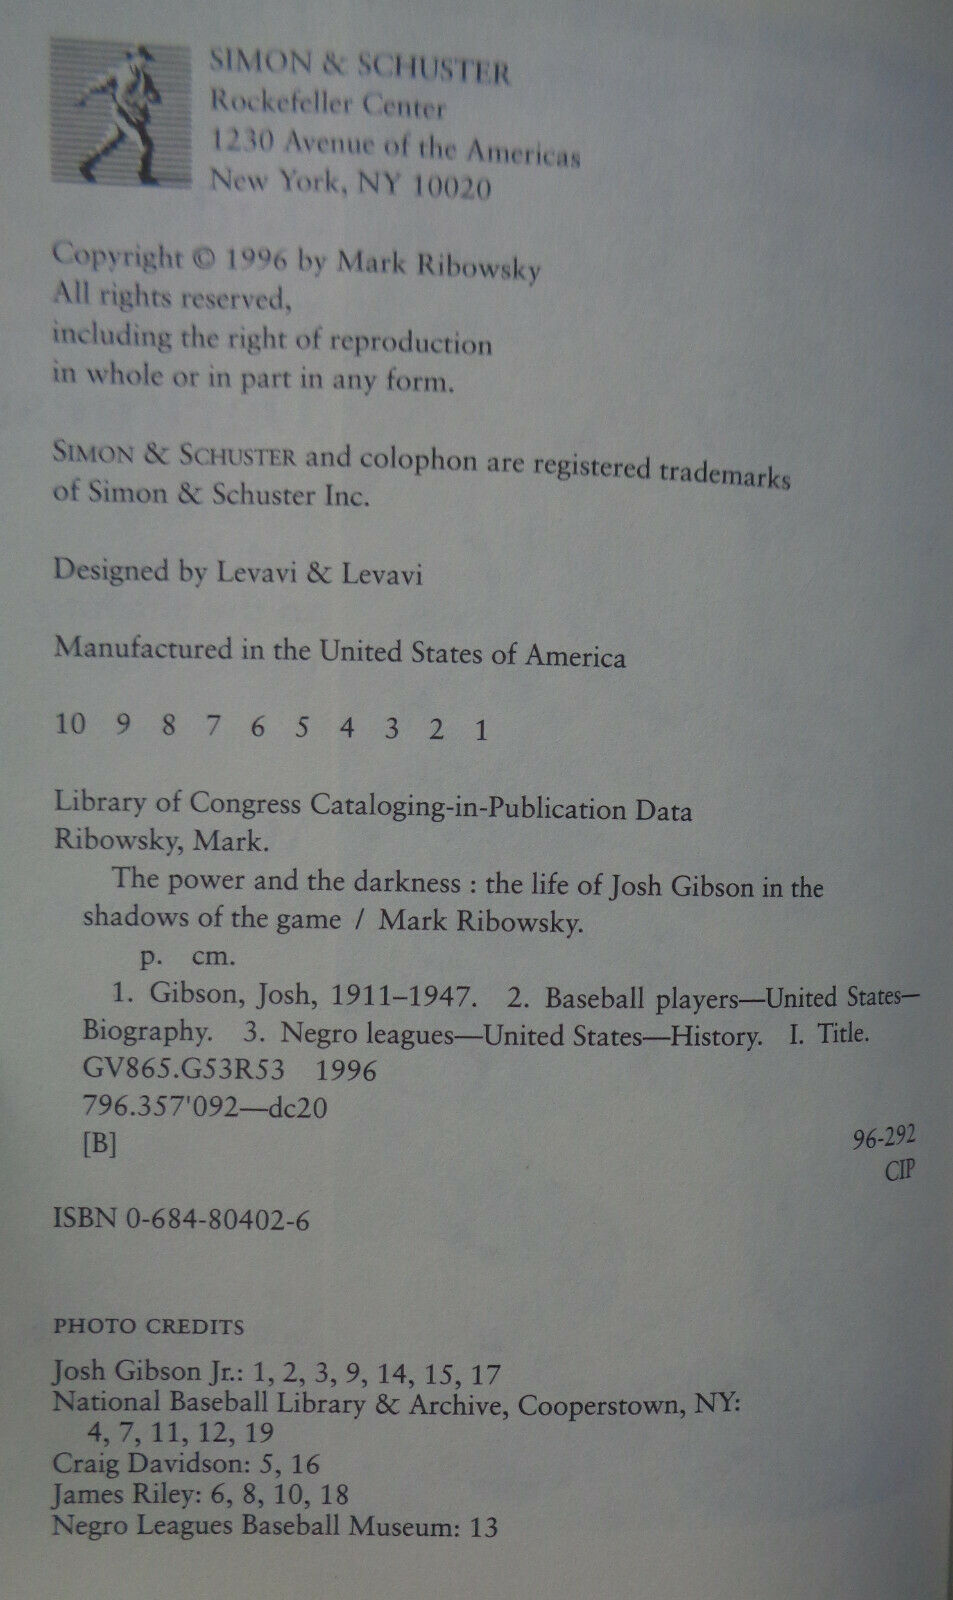 SIMON & SCHUSTER
Rockefeller Center
1230 Avenue of the Americas
New York, NY 10020
Copyright © 1996 by Mark Ribowsky
All rights reserved,
including the right of reproduction
in whole or in part in any form.
SIMON & SCHUSTER and colophon are registered trademarks
of Simon & Schuster Inc.
Designed by Levavi & Levavi
Manufactured in the United States of America
10 9 8 7 6 5 4 3 2 1
Library of Congress Cataloging-in-Publication Data
Ribowsky, Mark.
The power and the darkness : the life of Josh Gibson in the
shadows of the game / Mark Ribowsky.
p. cm.
1. Gibson, Josh, 1911–1947. 2. Baseball players—United States—
Biography. 3. Negro leagues—United States—History. I. Title.
GV865.G53R53 1996
796.357'092—dc20
[B] 96-292
CIP
ISBN 0-684-80402-6
PHOTO CREDITS
Josh Gibson Jr.: 1, 2, 3, 9, 14, 15, 17
National Baseball Library & Archive, Cooperstown, NY:
4, 7, 11, 12, 19
Craig Davidson: 5, 16
James Riley: 6, 8, 10, 18
Negro Leagues Baseball Museum: 13